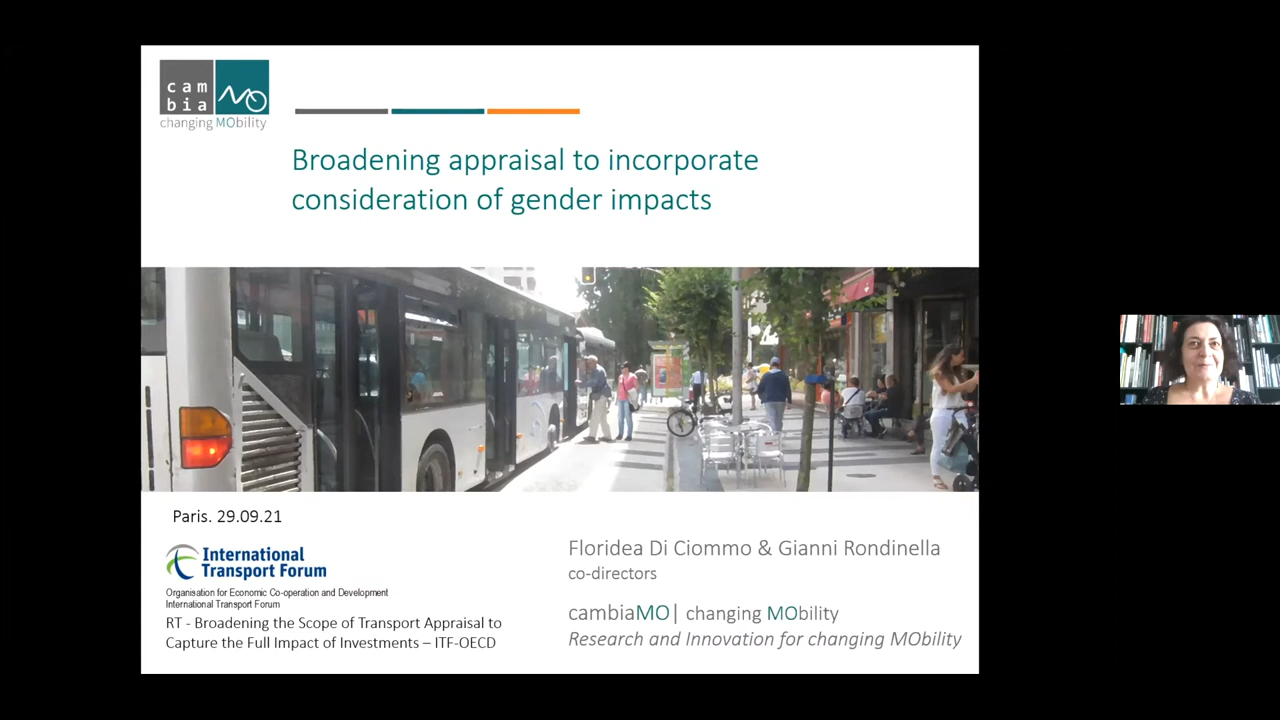 cam
bia
changing MObility
Broadening appraisal to incorporate
consideration of gender impacts
Paris. 29.09.21
International
Transport Forum
Organisation for Economic Co-operation and Development
International Transport Forum
RT - Broadening the Scope of Transport Appraisal to
Capture the Full Impact of Investments – ITF-OECD
Floridea Di Ciommo & Gianni Rondinella
co-directors
cambiaMO| changing MObility
Research and Innovation for changing MObility